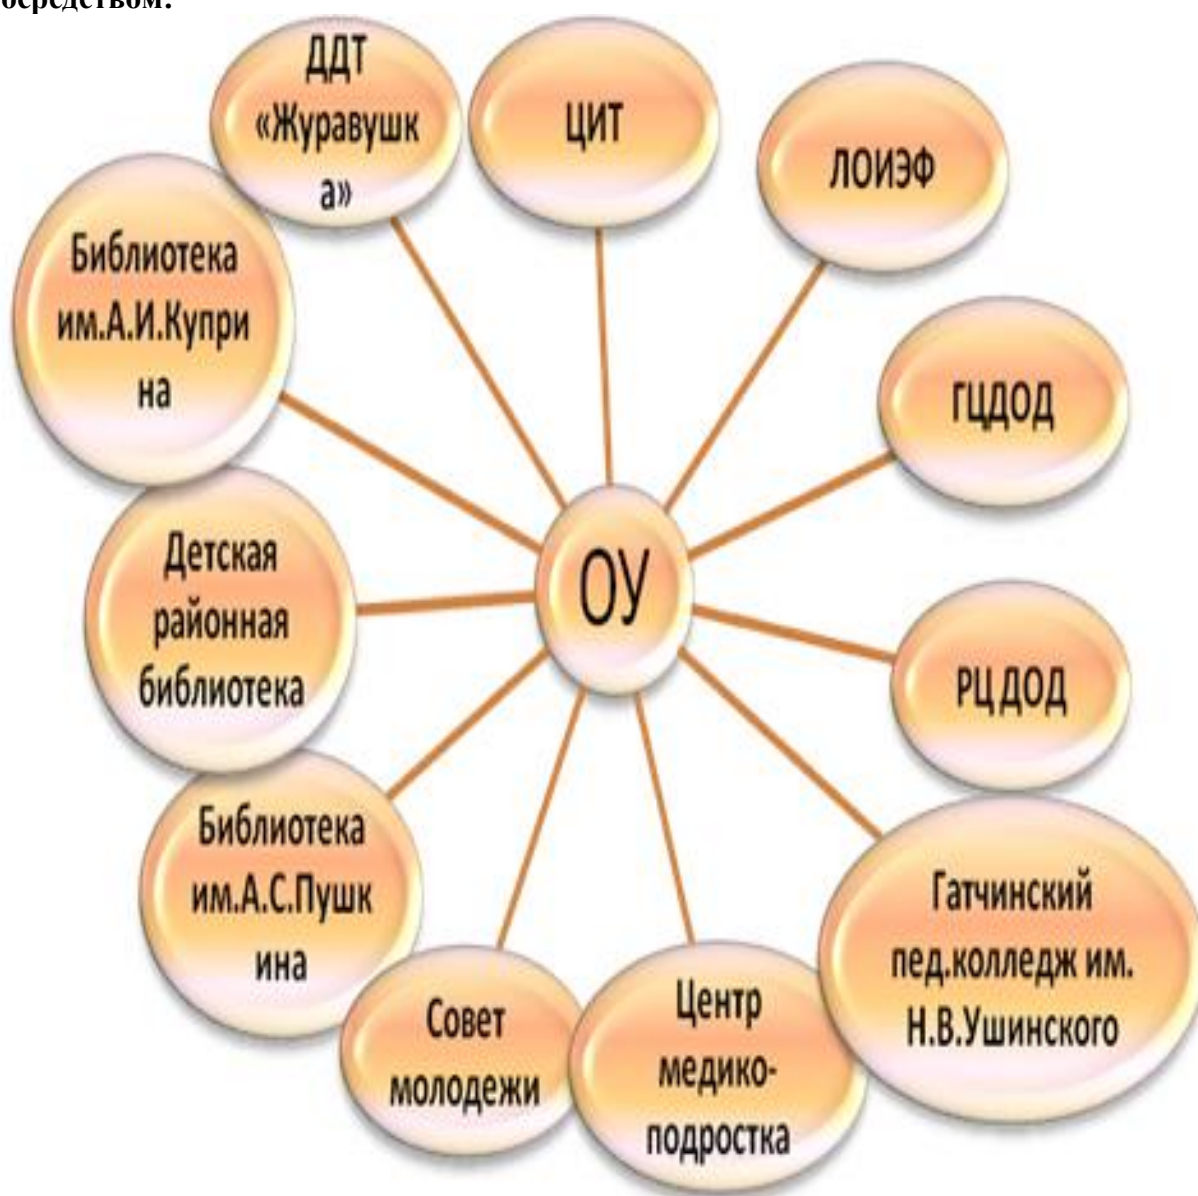 осредством:
ДДТ
«Журавушк
а»
ЦИТ
ЛОИЭФ
ГЦДОД
РЦ ДОД
Гатчинский
пед.колледж им.
Н.В.Ушинского
Центр
медико-
подростка
Совет
молодежи
Библиотека
им.А.С.Пушк
ина
Детская
районная
библиотека
Библиотека
им.А.И.Купри
на
ОУ